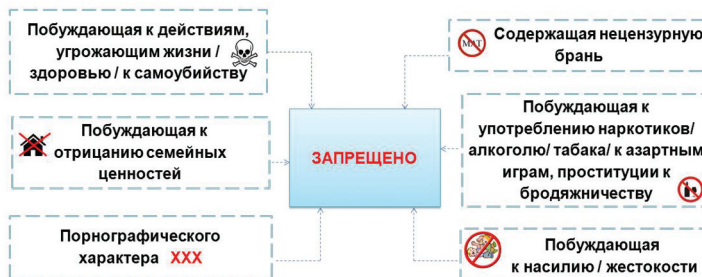 Побуждающая к действиям,
угрожающим жизни /
здоровью / к самоубийству
МАТ
Содержащая нецензурную
брань
Побуждающая к
отрицанию семейных
ценностей
ЗАПРЕЩЕНО
Побуждающая к
употреблению наркотиков/
алкоголю/ табака/ к азартным
играм, проституции к
бродяжничеству
Порнографического
характера XXX
Побуждающая
к насилию / жестокости